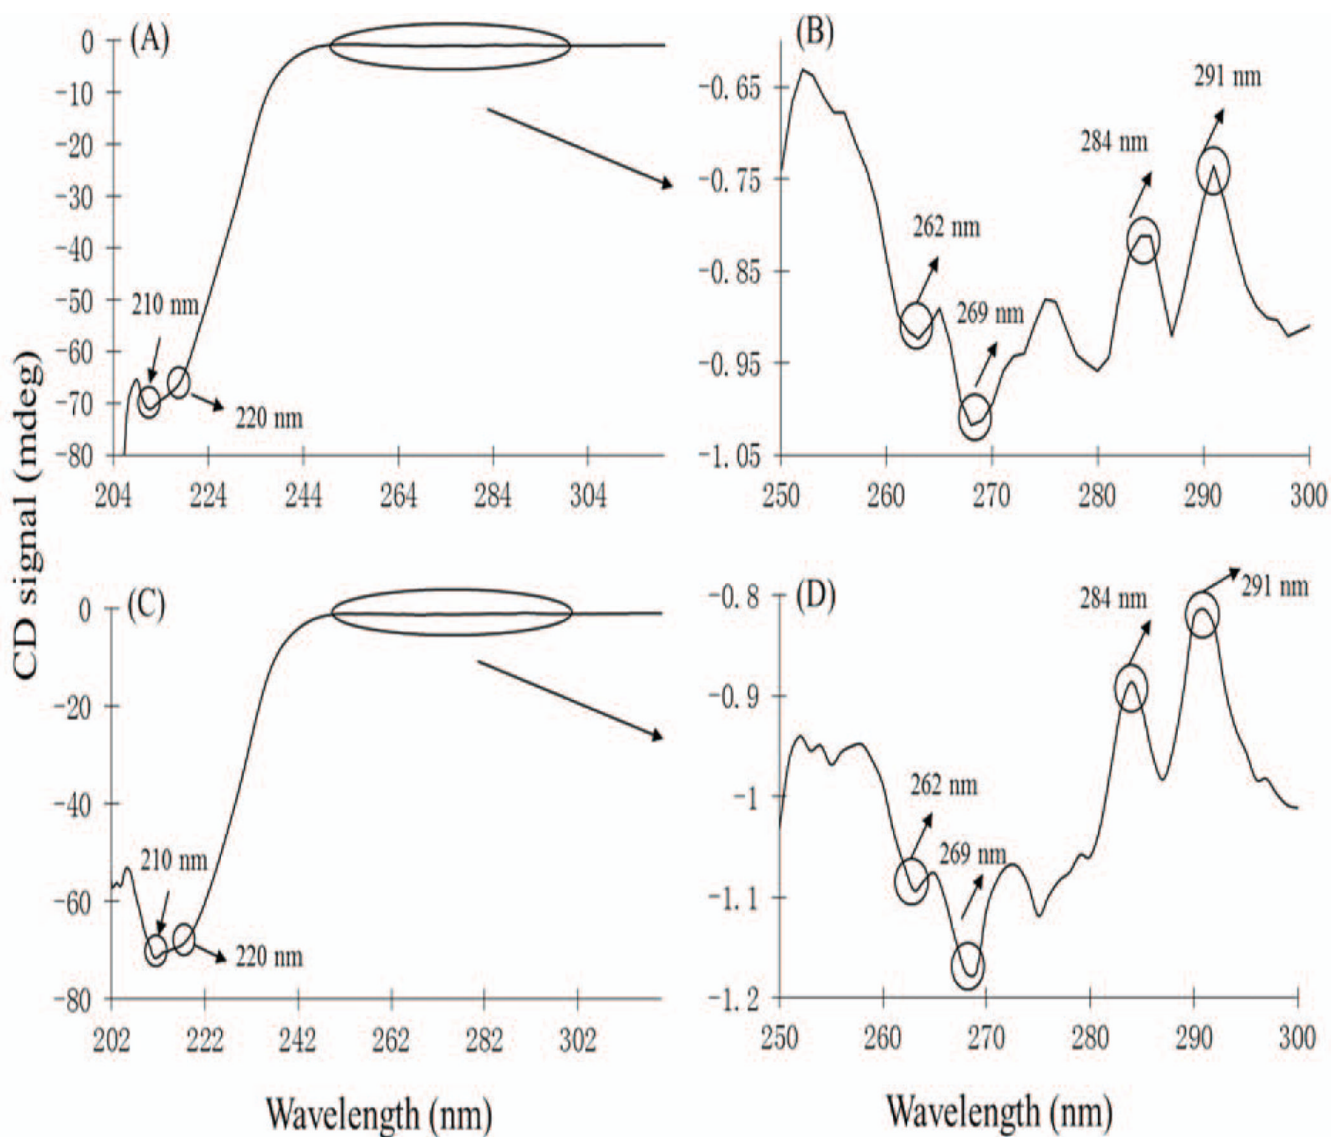 CD signal (mdeg)
(A)
0
-10
-20
-30
-40
-50
-60
-70
-80
210 nm
220 nm
204 224 244 264 284 304
(B)
-0.65
-0.75
-0.85
-0.95
-1.05
262 nm
269 nm
284 nm
291 nm
250 260 270 280 290 300
(C)
0
-20
-40
-60
-80
210 nm
220 nm
202 222 242 262 282 302
Wavelength (nm)
(D)
-0.8
-0.9
-1
-1.1
-1.2
262 nm
269 nm
284 nm
291 nm
250 260 270 280 290 300
Wavelength (nm)